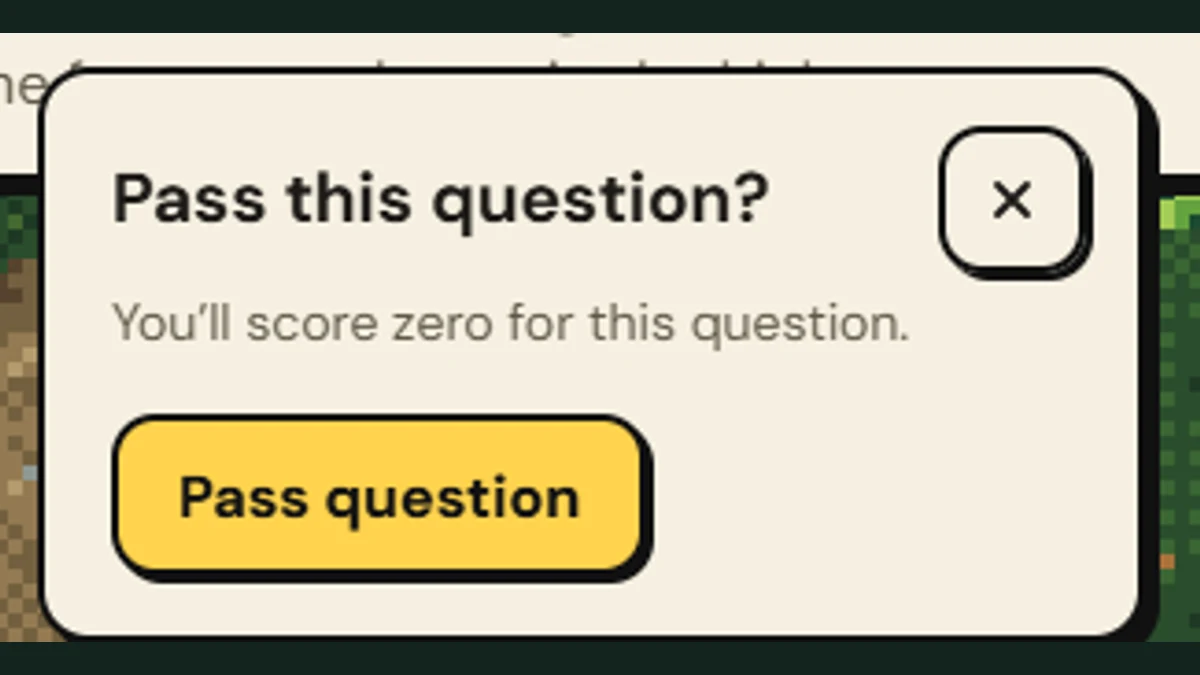 Pass this question?
You’ll score zero for this question.
Pass question